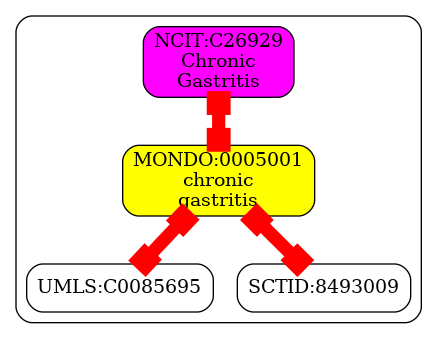 NCIT:C26929
Chronic
Gastritis
MONDO:0005001
chronic
gastritis
UMLS:C0085695
SCTID:8493009